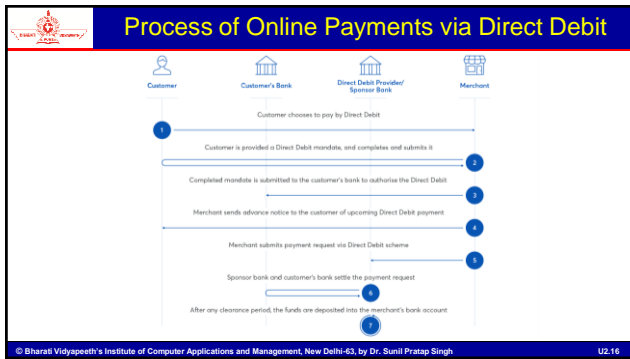 Process of Online Payments via Direct Debit
BHARATI
VIDYAPEETH
Customer
Customer's Bank
Direct Debit Provider/
Sponsor Bank
Merchant
Customer chooses to pay by Direct Debit
1
Customer is provided a Direct Debit mandate, and completes and submits it
2
Completed mandate is submitted to the customer's bank to authorise the Direct Debit
3
Merchant sends advance notice to the customer of upcoming Direct Debit payment
4
Merchant submits payment request via Direct Debit scheme
5
Sponsor bank and customer's bank settle the payment request
6
After any clearance period, the funds are deposited into the merchant's bank account
7
© Bharati Vidyapeeth's Institute of Computer Applications and Management, New Delhi-63, by Dr. Sunil Pratap Singh
U2.16